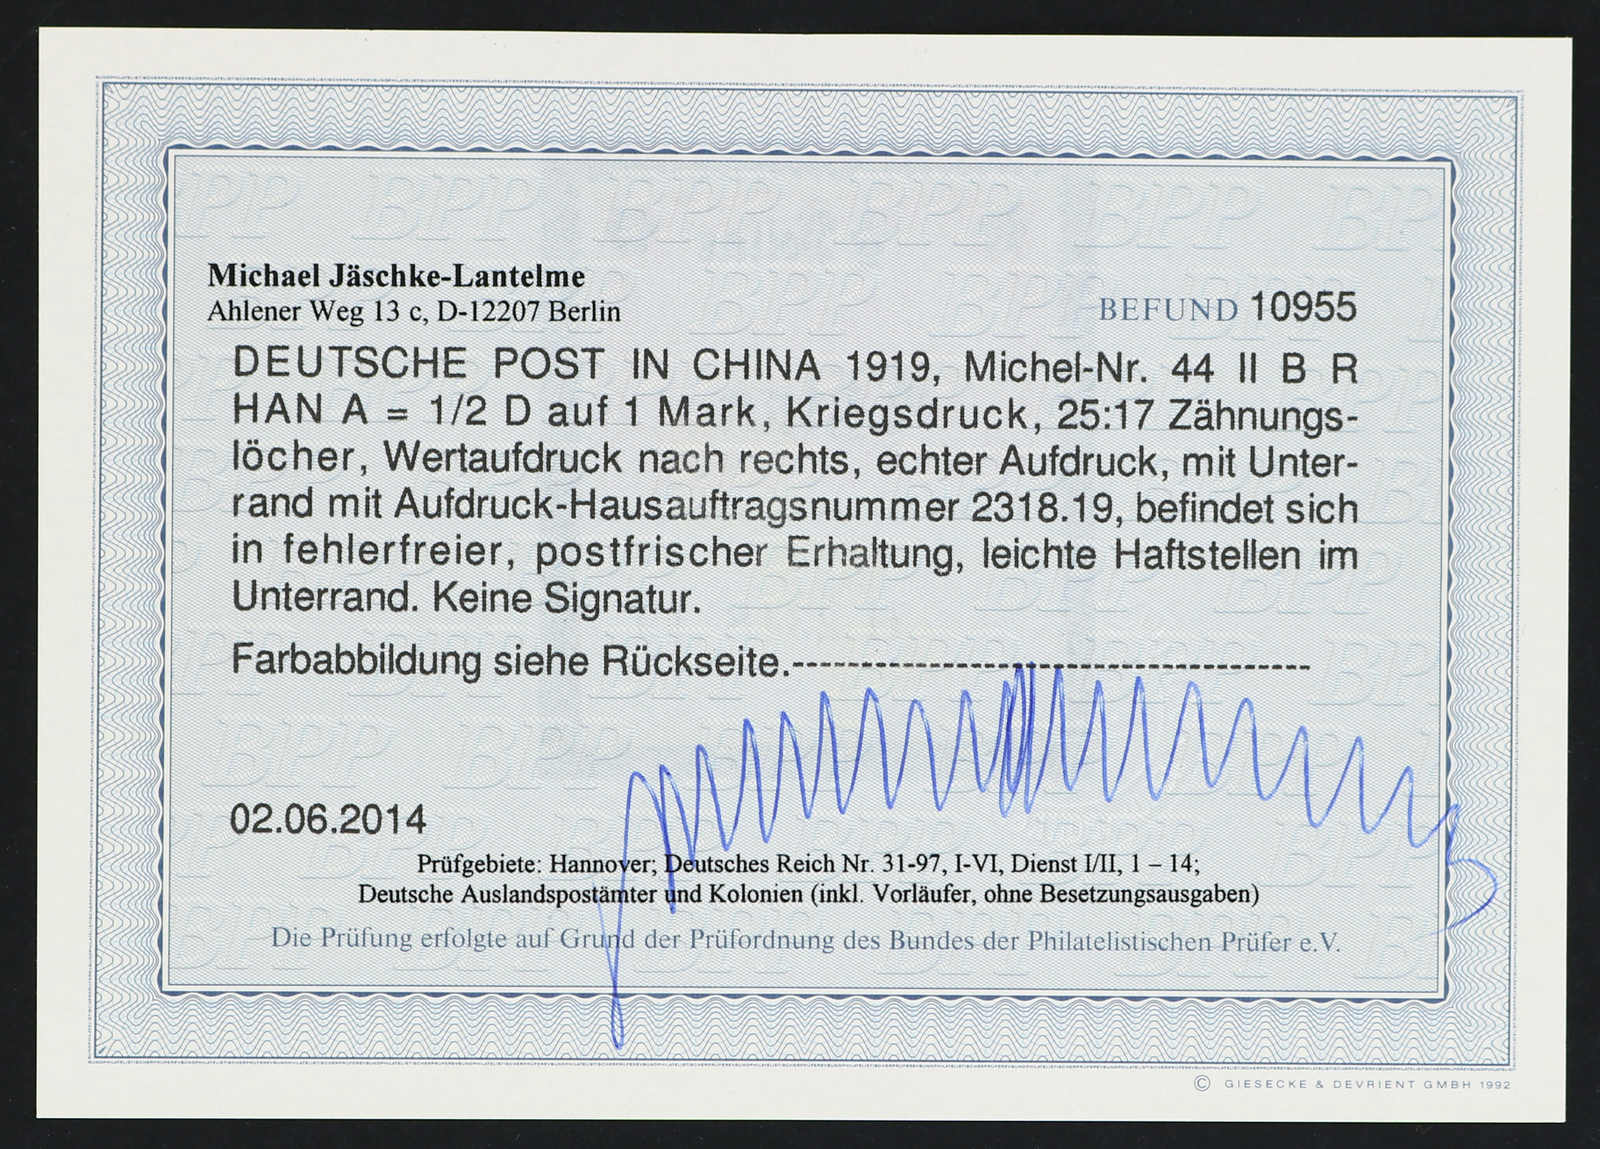 Michael Jäschke-Lantelme
Ahlener Weg 13 c, D-12207 Berlin
BEFUND 10955
DEUTSCHE POST IN CHINA 1919, Michel-Nr. 44 II B R
HAN A = 1/2 D auf 1 Mark, Kriegsdruck, 25:17 Zähnungs-
löcher, Wertaufdruck nach rechts, echter Aufdruck, mit Unter-
rand mit Aufdruck-Hausauftragsnummer 2318.19, befindet sich
in fehlerfreier, postfrischer Erhaltung, leichte Haftstellen im
Unterrand. Keine Signatur.
Farbabbildung siehe Rückseite.--------------------------------------
02.06.2014
Prüfgebiete: Hannover; Deutsches Reich Nr. 31-97, I-VI, Dienst I/II, 1 – 14;
Deutsche Auslandspostämter und Kolonien (inkl. Vorläufer, ohne Besetzungsausgaben)
Die Prüfung erfolgte auf Grund der Prüfordnung des Bundes der Philatelistischen Prüfer e.V.
© GIESECKE & DEVRIENT GMBH 1992